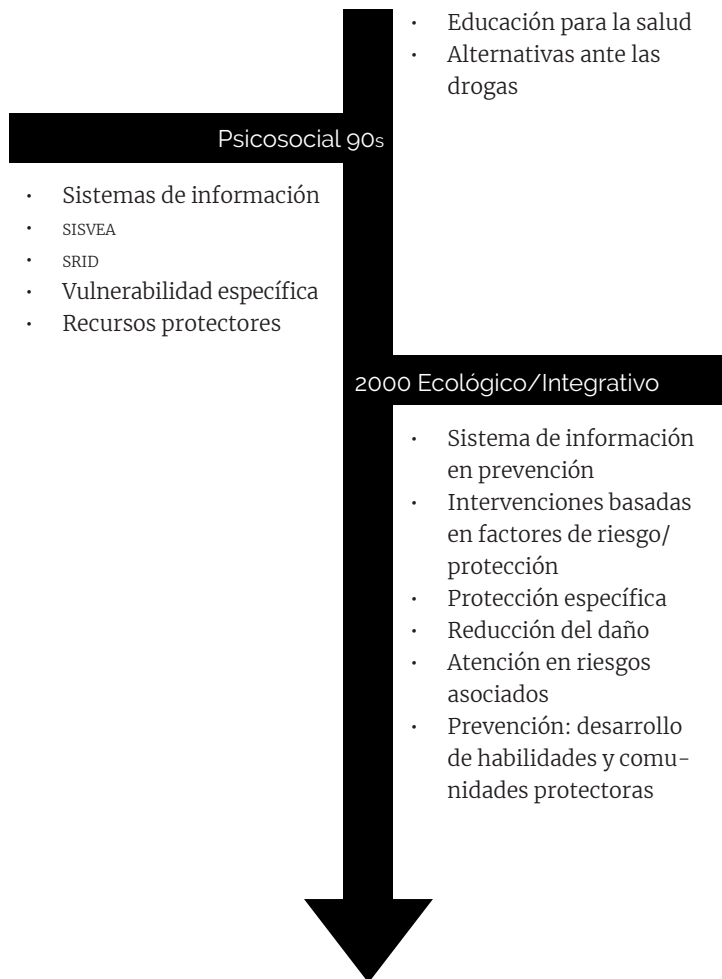 · Educación para la salud
· Alternativas ante las
drogas
Psicosocial 90s
· Sistemas de información
· SISVEA
· SRID
· Vulnerabilidad específica
· Recursos protectores
2000 Ecológico/Integrativo
· Sistema de información
en prevención
· Intervenciones basadas
en factores de riesgo/
protección
· Protección específica
· Reducción del daño
· Atención en riesgos
asociados
· Prevención: desarrollo
de habilidades y comu-
nidades protectoras